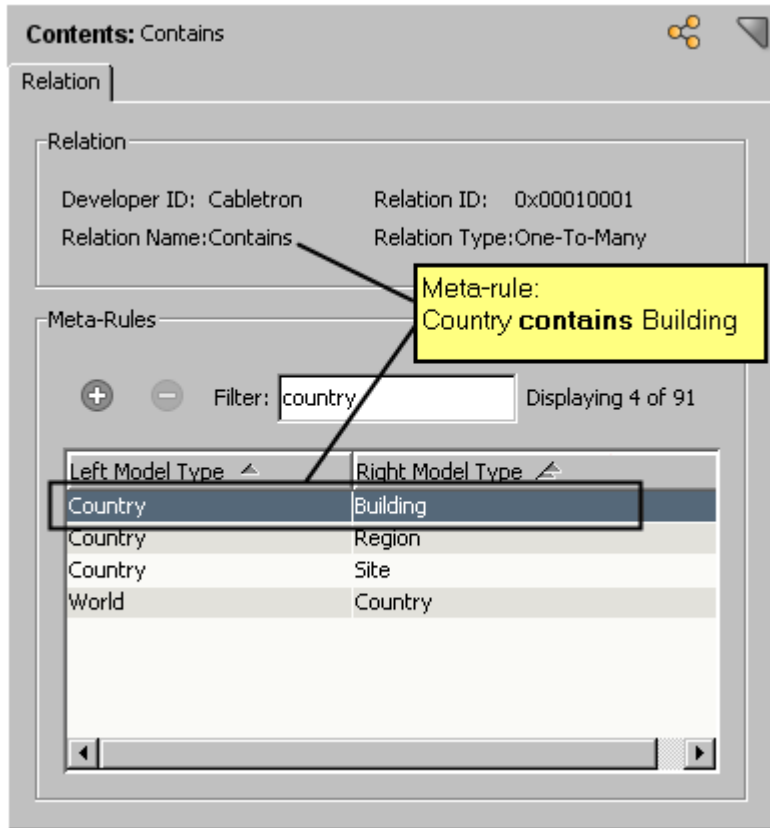 Contents: Contains
Relation
Relation
Developer ID: Cabletron Relation ID: 0x00010001
Relation Name:Contains Relation Type:One-To-Many
Meta-rule:
Country contains Building
Meta-Rules
Filter: country Displaying 4 of 91
Left Model Type Right Model Type
Country Building
Country Region
Country Site
World Country